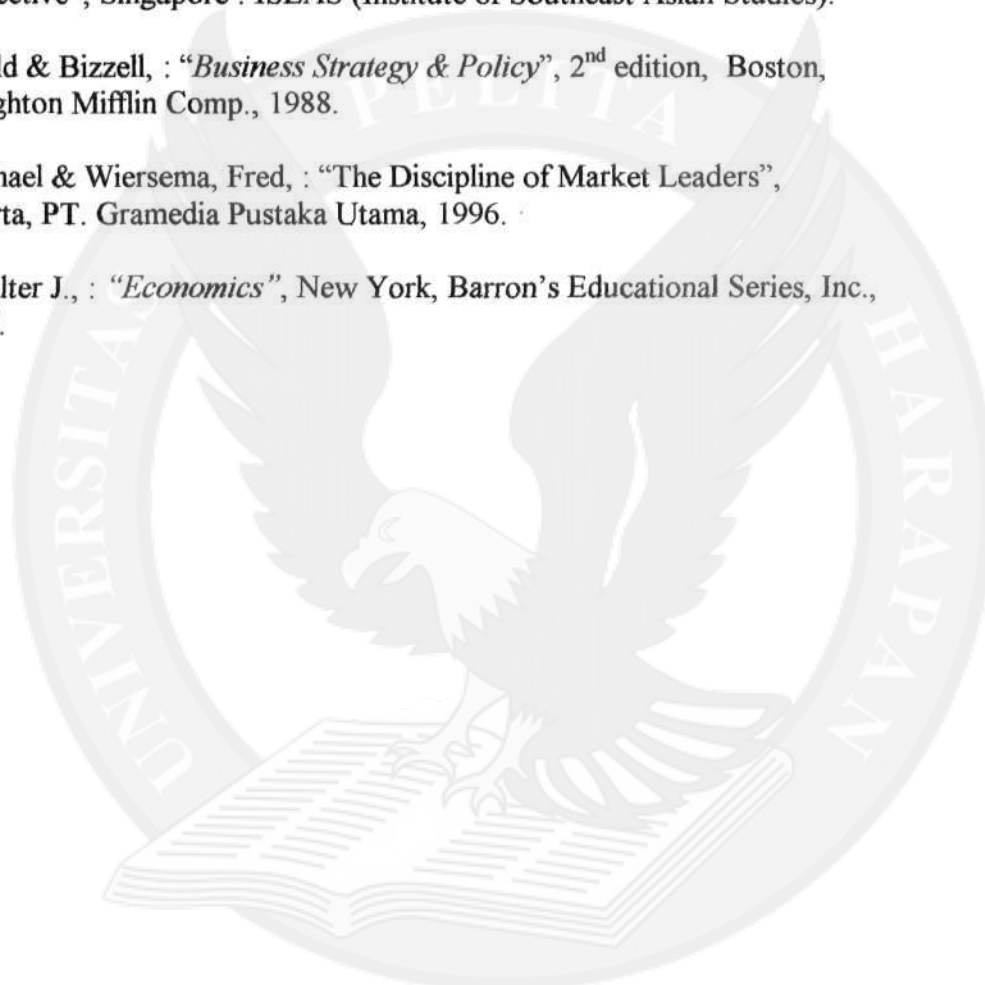 ective", Singapore : ISEAS (Institute of Southeast Asian Studies).
ld & Bizzell, : “Business Strategy & Policy”, 2nd edition, Boston,
ghton Mifflin Comp., 1988.
hael & Wiersema, Fred, : “The Discipline of Market Leaders”,
rta, PT. Gramedia Pustaka Utama, 1996.
lter J., : “Economics”, New York, Barron’s Educational Series, Inc.,
.
UNIVERSITAS PELITA HARAPAN